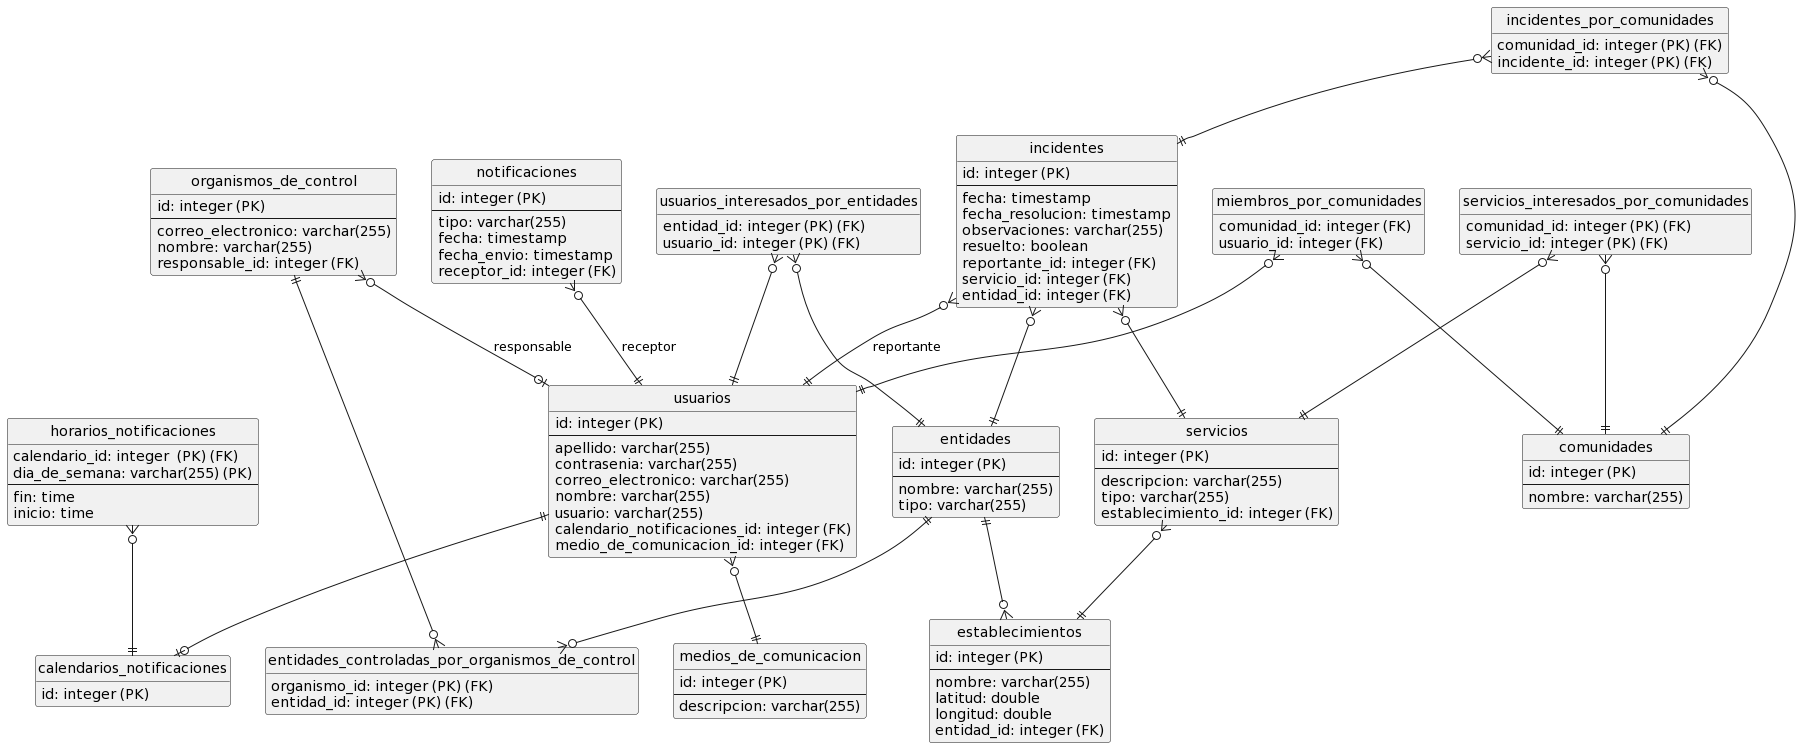 incidentes_por_comunidades
comunidad_id: integer (PK) (FK)
incidente_id: integer (PK) (FK)
organismos_de_control
id: integer (PK)
correo_electronico: varchar(255)
nombre: varchar(255)
responsable_id: integer (FK)
notificaciones
id: integer (PK)
tipo: varchar(255)
fecha: timestamp
fecha_envio: timestamp
receptor_id: integer (FK)
usuarios_interesados_por_entidades
entidad_id: integer (PK) (FK)
usuario_id: integer (PK) (FK)
incidentes
id: integer (PK)
fecha: timestamp
fecha_resolucion: timestamp
observaciones: varchar(255)
resuelto: boolean
reportante_id: integer (FK)
servicio_id: integer (FK)
entidad_id: integer (FK)
miembros_por_comunidades
comunidad_id: integer (FK)
usuario_id: integer (FK)
servicios_interesados_por_comunidades
comunidad_id: integer (PK) (FK)
servicio_id: integer (PK) (FK)
responsable
receptor
reportante
horarios_notificaciones
calendario_id: integer  (PK) (FK)
dia_de_semana: varchar(255) (PK)
fin: time
inicio: time
usuarios
id: integer (PK)
apellido: varchar(255)
contrasenia: varchar(255)
correo_electronico: varchar(255)
nombre: varchar(255)
usuario: varchar(255)
calendario_notificaciones_id: integer (FK)
medio_de_comunicacion_id: integer (FK)
entidades
id: integer (PK)
nombre: varchar(255)
tipo: varchar(255)
servicios
id: integer (PK)
descripcion: varchar(255)
tipo: varchar(255)
establecimiento_id: integer (FK)
comunidades
id: integer (PK)
nombre: varchar(255)
calendarios_notificaciones
id: integer (PK)
entidades_controladas_por_organismos_de_control
organismo_id: integer (PK) (FK)
entidad_id: integer (PK) (FK)
medios_de_comunicacion
id: integer (PK)
descripcion: varchar(255)
establecimientos
id: integer (PK)
nombre: varchar(255)
latitud: double
longitud: double
entidad_id: integer (FK)